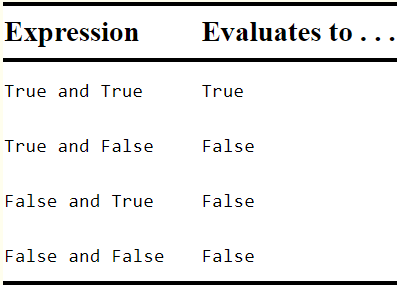 Expression Evaluates to . . .
True and True True
True and False False
False and True False
False and False False